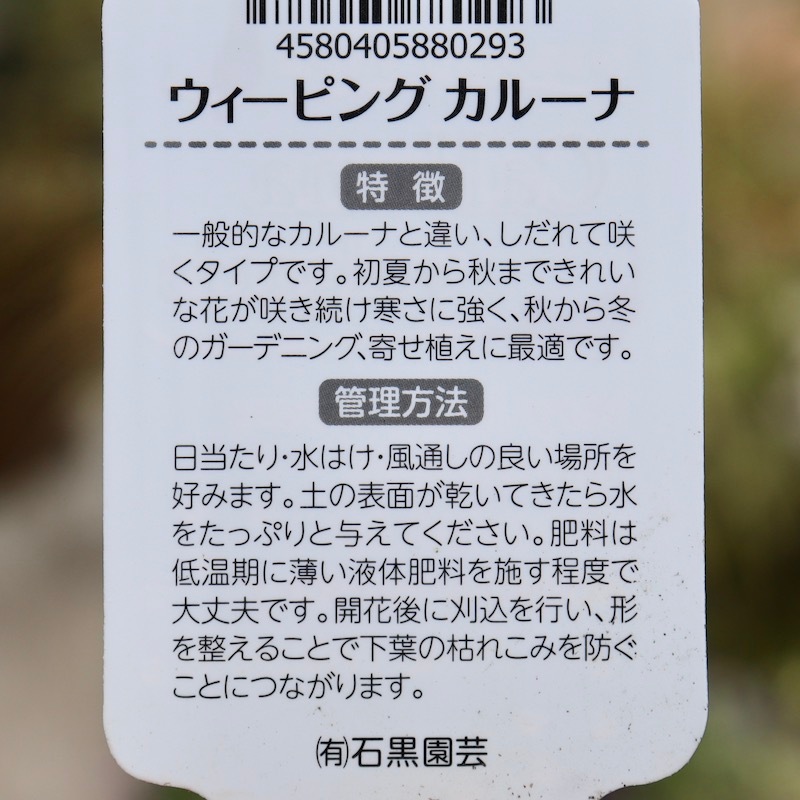 4580405880293
ウィーピング カルーナ
特 徴
一般的なカルーナと違い、しだれて咲
くタイプです。初夏から秋まできれい
な花が咲き続け寒さに強く、秋から冬
のガーデニング、寄せ植えに最適です。
管理方法
日当たり・水はけ・風通しの良い場所を
好みます。土の表面が乾いてきたら水
をたっぷりと与えてください。肥料は
低温期に薄い液体肥料を施す程度で
大丈夫です。開花後に刈込を行い、形
を整えることで下葉の枯れこみを防ぐ
ことにつながります。
㈲石黒園芸